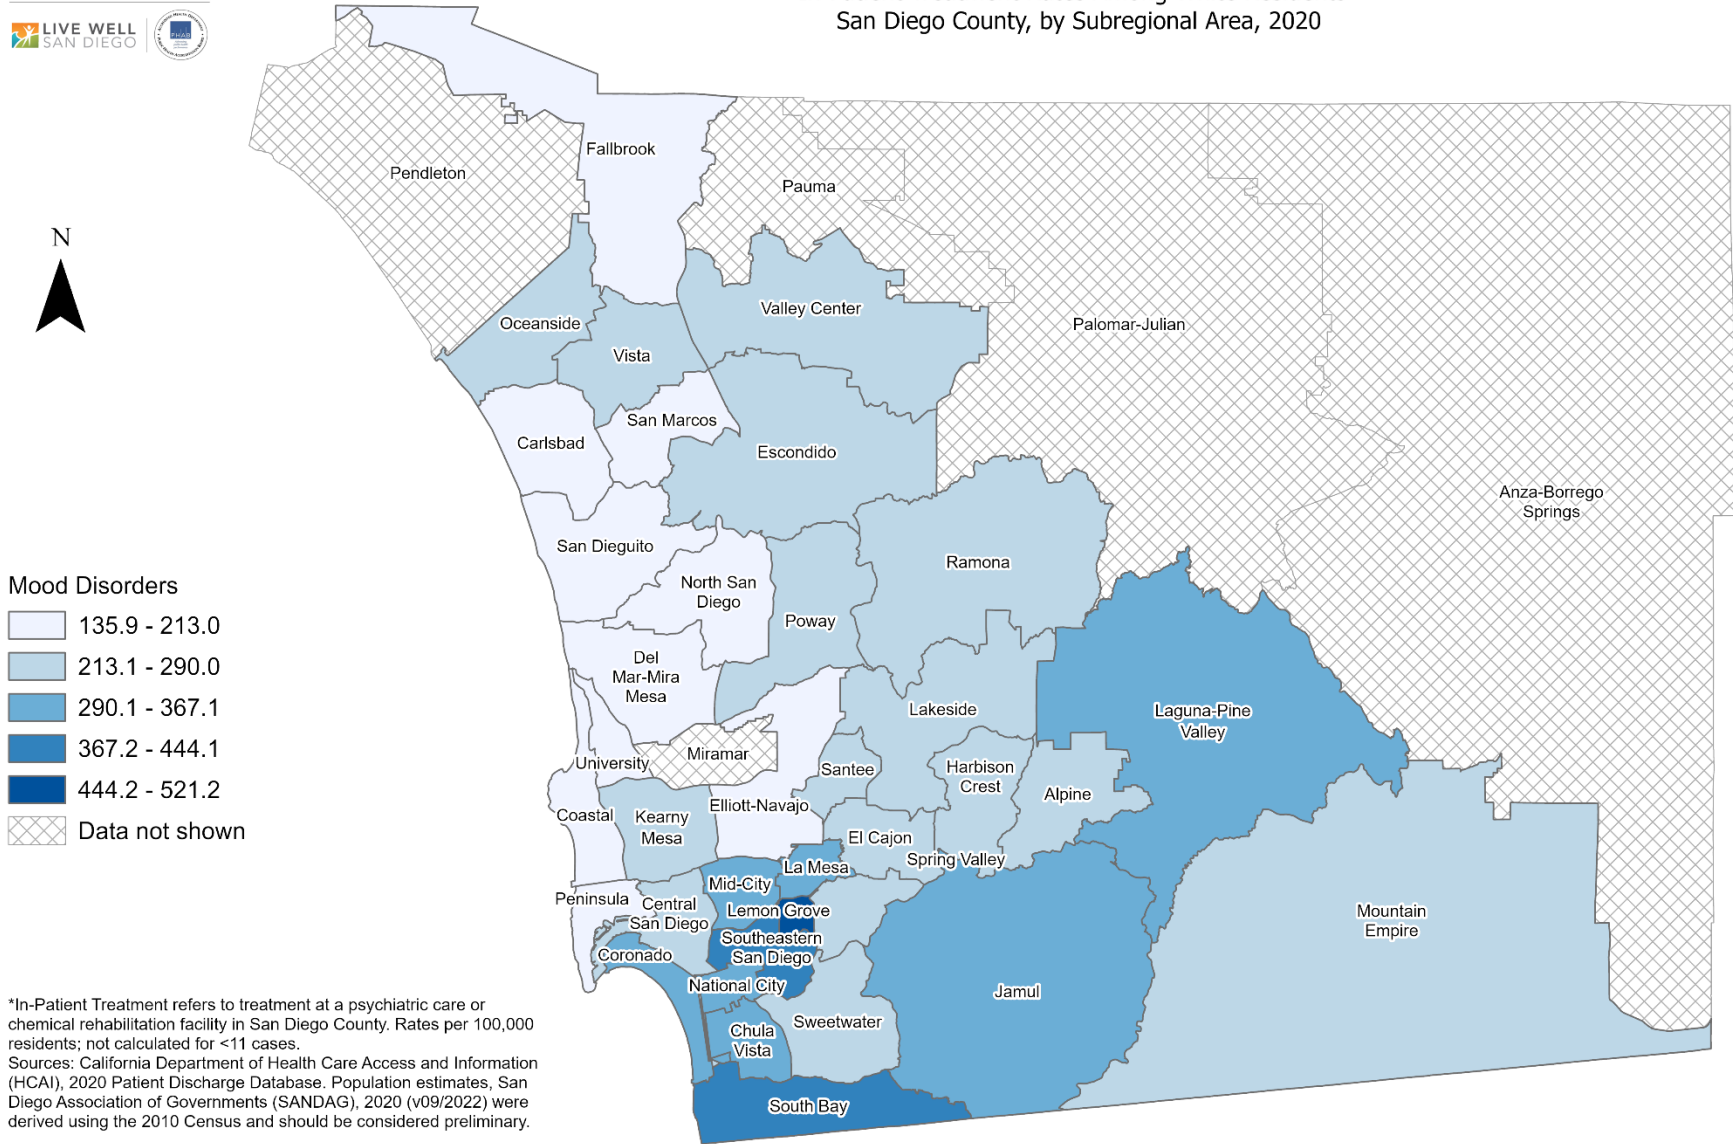 LIVE WELL
SAN DIEGO
PHAB
San Diego County, by Subregional Area, 2020
Fallbrook
Pendleton
Pauma
N
Valley Center
Oceanside
Palomar-Julian
Vista
San Marcos
Carlsbad
Escondido
Anza-Borrego
Springs
San Dieguito
Ramona
North San
Diego
Poway
Del
Mar-Mira
Mesa
Lakeside
Laguna-Pine
Valley
Miramar
University
Santee
Harbison
Crest
Alpine
Elliott-Navajo
Coastal
Kearny
Mesa
El Cajon
Spring Valley
La Mesa
Mid-City
Peninsula
Central
San Diego
Lemon Grove
Mountain
Empire
Southeastern
San Diego
Coronado
National City
Jamul
Sweetwater
Chula
Vista
South Bay
Mood Disorders
135.9 - 213.0
213.1 - 290.0
290.1 - 367.1
367.2 - 444.1
444.2 - 521.2
Data not shown
*In-Patient Treatment refers to treatment at a psychiatric care or
chemical rehabilitation facility in San Diego County. Rates per 100,000
residents; not calculated for <11 cases.
Sources: California Department of Health Care Access and Information
(HCAI), 2020 Patient Discharge Database. Population estimates, San
Diego Association of Governments (SANDAG), 2020 (v09/2022) were
derived using the 2010 Census and should be considered preliminary.